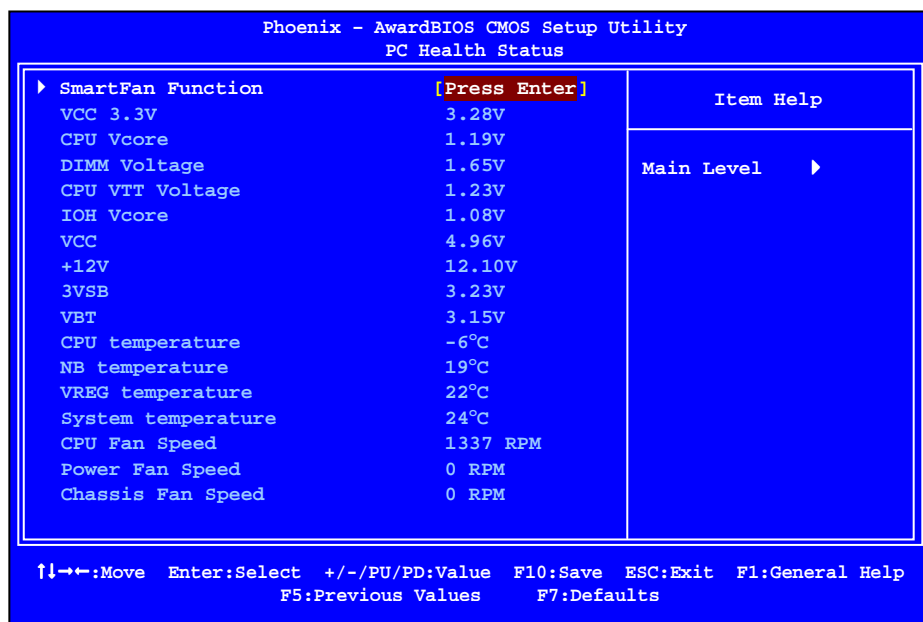 Phoenix – AwardBIOS CMOS Setup Utility
PC Health Status
SmartFan Function [Press Enter]
VCC 3.3V 3.28V
CPU Vcore 1.19V
DIMM Voltage 1.65V
CPU VTT Voltage 1.23V
IOH Vcore 1.08V
VCC 4.96V
+12V 12.10V
3VSB 3.23V
VBT 3.15V
CPU temperature -6°C
NB temperature 19°C
VREG temperature 22°C
System temperature 24°C
CPU Fan Speed 1337 RPM
Power Fan Speed 0 RPM
Chassis Fan Speed 0 RPM
Item Help
Main Level
↑↓→←:Move Enter:Select +/-/PU/PD:Value F10:Save ESC:Exit F1:General Help
F5:Previous Values F7:Defaults